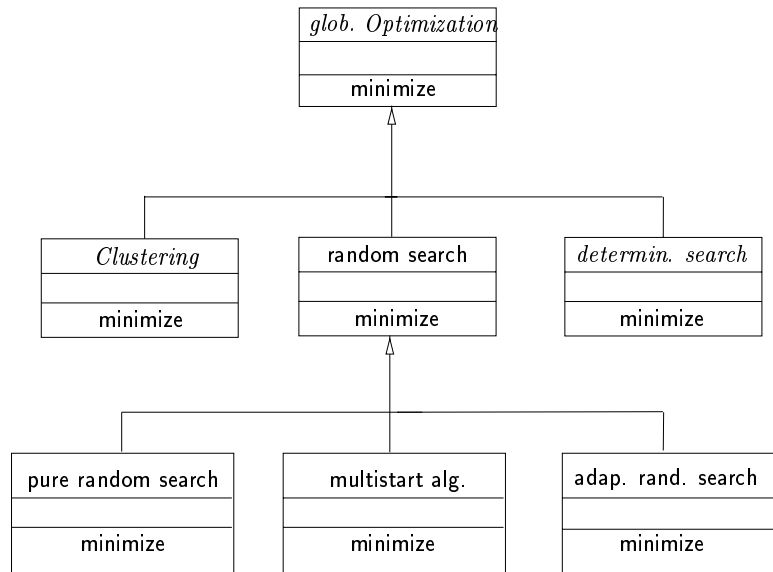 glob. Optimization
minimize
Clustering
random search
determin. search
minimize
minimize
minimize
pure random search
multistart alg.
adap. rand. search
minimize
minimize
minimize